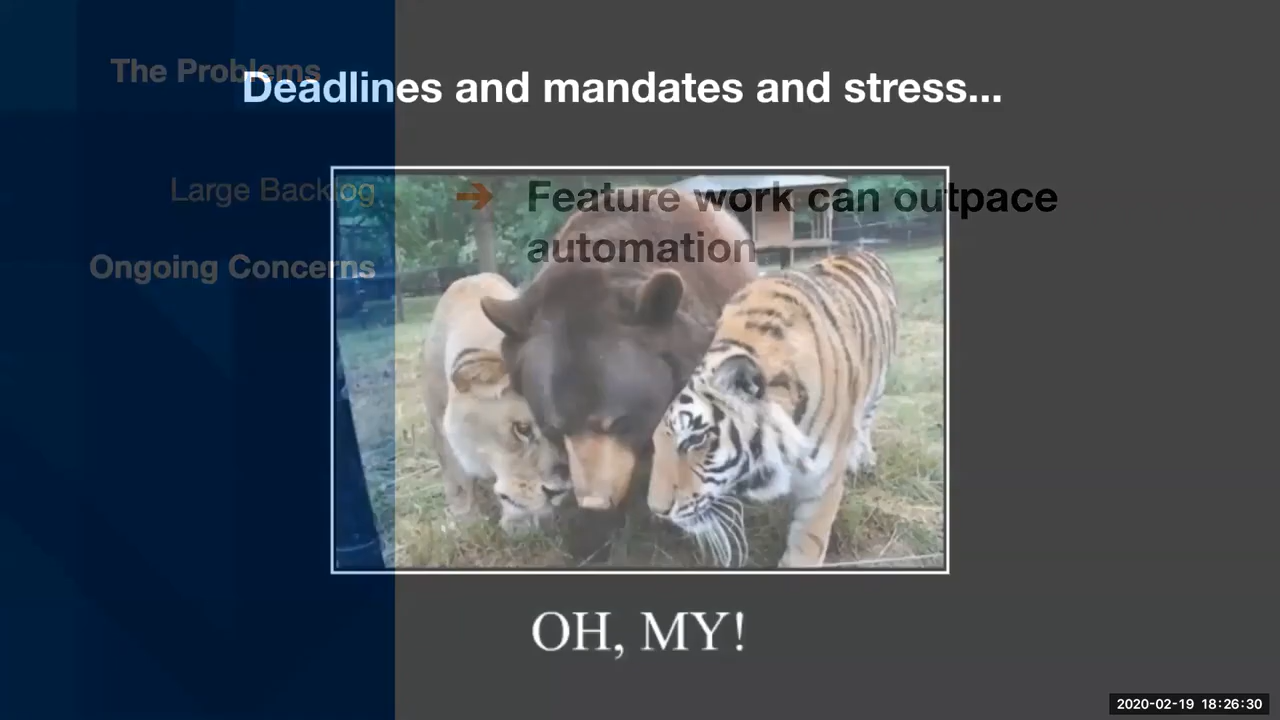 The Problems
Deadlines and mandates and stress...
Large Backlog
→ Feature work can outpace
automation
Ongoing Concerns
OH, MY!
2020-02-19 18:26:30